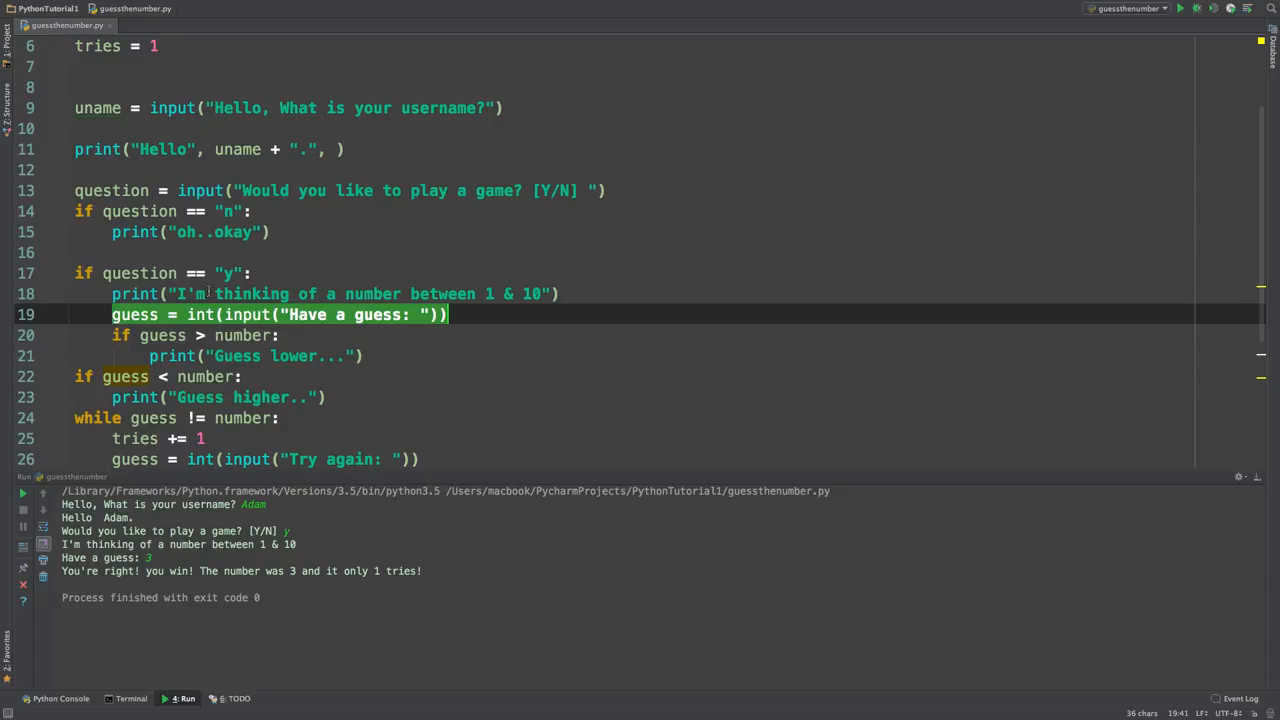 PythonTutorial1 guessthenumber.py guessthenumber
guessthenumber.py
1: Project
Z: Structure
2: Favorites
Database
6 tries = 1
7
8
9 uname = input("Hello, What is your username?")
10
11 print("Hello", uname + ".", )
12
13 question = input("Would you like to play a game? [Y/N] ")
14 if question == "n":
15 print("oh..okay")
16
17 if question == "y":
18 print("I'm thinking of a number between 1 & 10")
19 guess = int(input("Have a guess: "))
20 if guess > number:
21 print("Guess lower...")
22 if guess < number:
23 print("Guess higher..")
24 while guess != number:
25 tries += 1
26 guess = int(input("Try again: "))
Run guessthenumber
/Library/Frameworks/Python.framework/Versions/3.5/bin/python3.5 /Users/macbook/PycharmProjects/PythonTutorial1/guessthenumber.py
Hello, What is your username? Adam
Hello  Adam.
Would you like to play a game? [Y/N] y
I'm thinking of a number between 1 & 10
Have a guess: 3
You're right! you win! The number was 3 and it only 1 tries!
Process finished with exit code 0
Python Console Terminal 4: Run 6: TODO Event Log
36 chars 19:41 LF÷ UTF-8÷